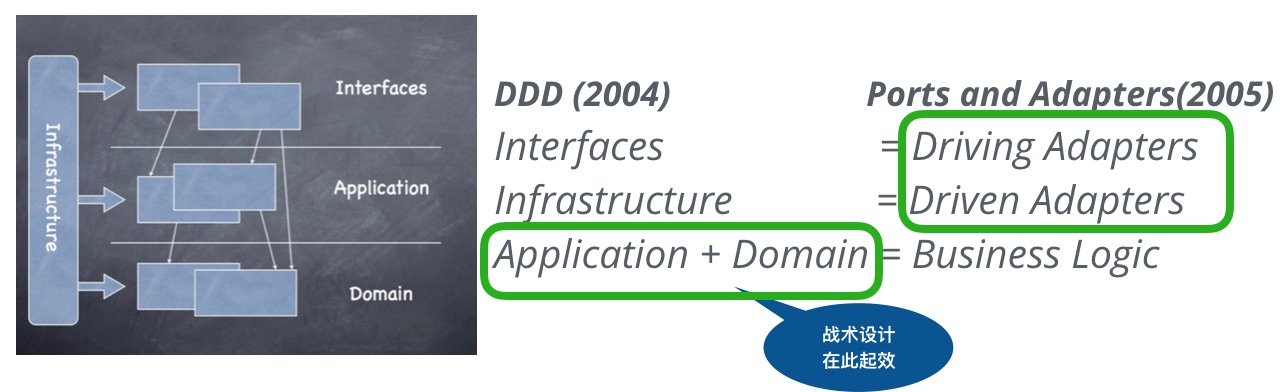 Infrastructure
Interfaces
Application
Domain
DDD (2004)
Ports and Adapters(2005)
Interfaces = Driving Adapters
Infrastructure = Driven Adapters
Application + Domain = Business Logic
战术设计
在此起效